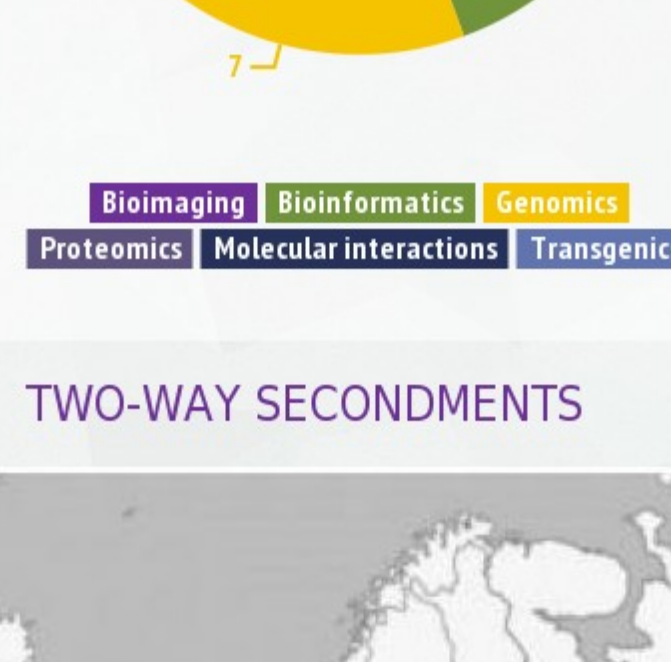 7
Bioimaging Bioinformatics Genomics
Proteomics Molecular interactions Transgenic
TWO-WAY SECONDMENTS